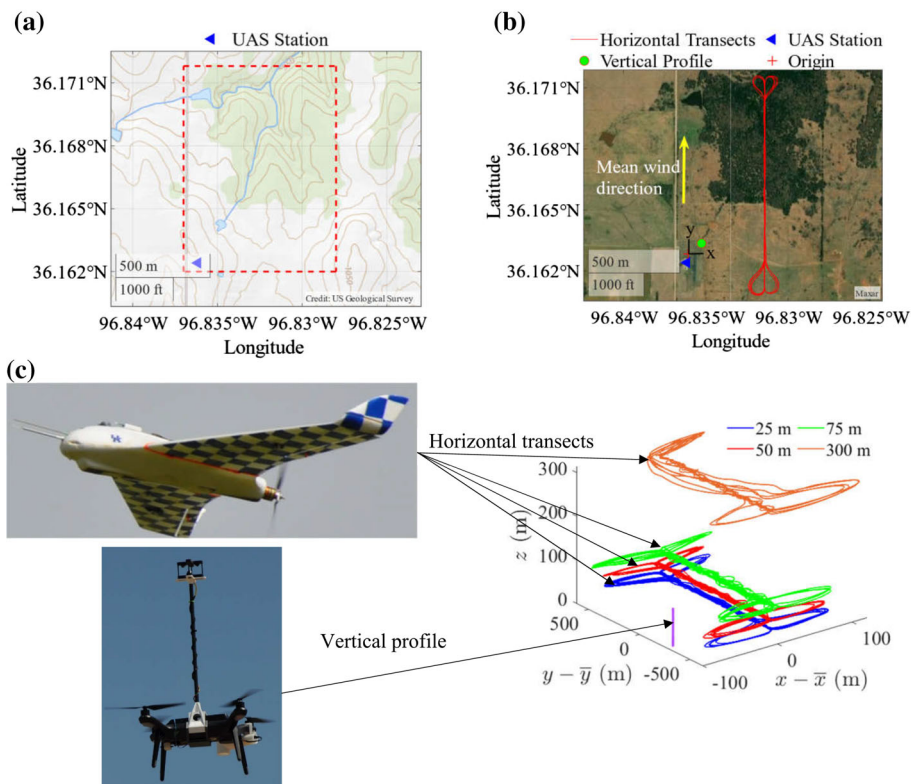 (a)
UAS Station
36.171°N
36.168°N
36.165°N
36.162°N
Latitude
500 m
1000 ft
Credit: US Geological Survey
96.84°W 96.835°W 96.83°W 96.825°W
Longitude
(b)
Horizontal Transects UAS Station
Vertical Profile Origin
36.171°N
36.168°N
36.165°N
36.162°N
Latitude
Mean wind
direction
y
x
500 m
1000 ft
Maxar
96.84°W 96.835°W 96.83°W 96.825°W
Longitude
(c)
Horizontal transects
Vertical profile
25 m 75 m
50 m 300 m
300
200
100
0
z (m)
500
0
-500
y − y̅ (m)
-100
0
100
x − x̅ (m)